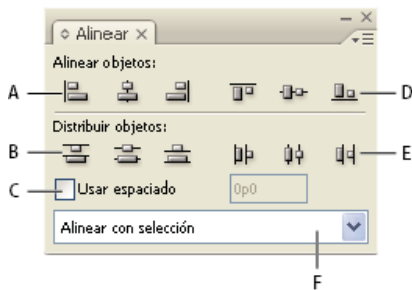 Alinear
Alinear objetos:
A
D
Distribuir objetos:
B
E
C
Usar espaciado
0p0
Alinear con selección
F